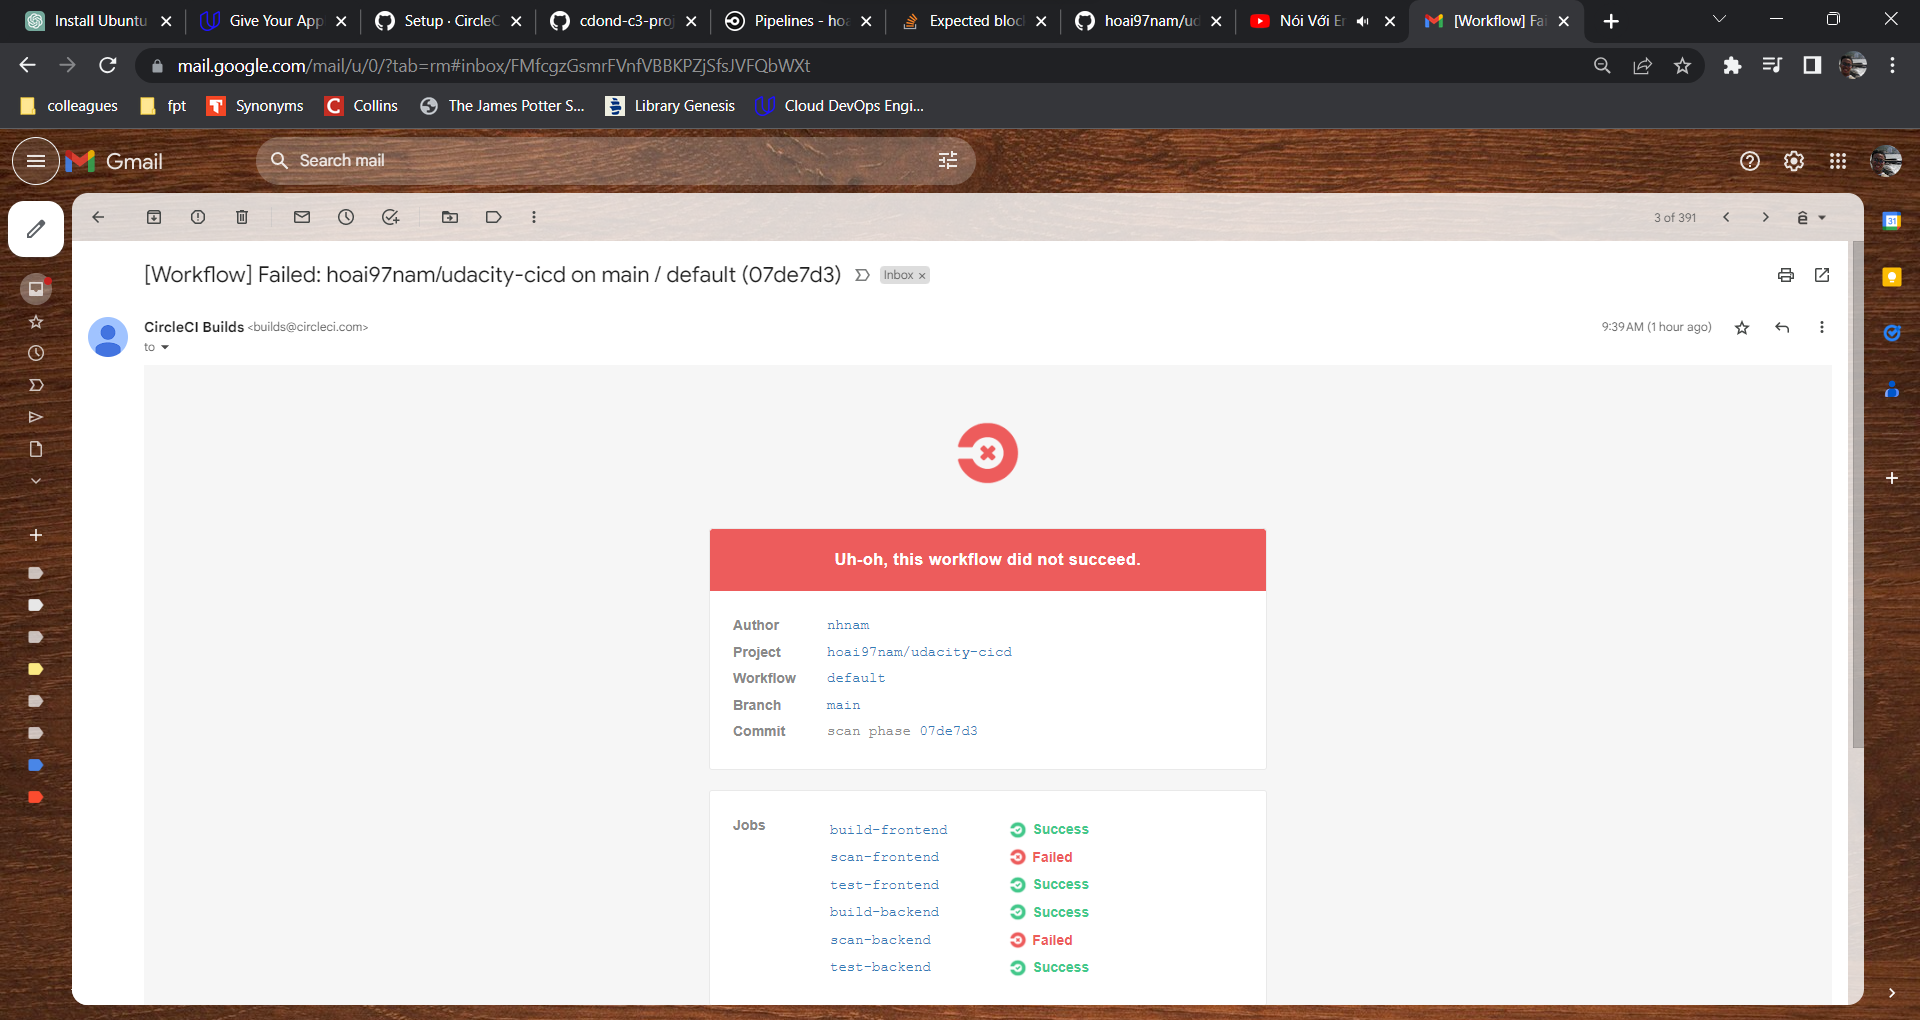 Install Ubuntu
Give Your App
Setup · CircleC
cdond-c3-proj
Pipelines - hoa
Expected bloc
hoai97nam/ud
Nói Với Em
[Workflow] Fai
mail.google.com/mail/u/0/?tab=rm#inbox/FMfcgzGsmrFVnfVBBKPZjSfsJVFQbWXt
colleagues
fpt
Synonyms
Collins
The James Potter S...
Library Genesis
Cloud DevOps Engi...
Gmail
Search mail
3 of 391
[Workflow] Failed: hoai97nam/udacity-cicd on main / default (07de7d3)
Inbox x
CircleCI Builds <builds@circleci.com>
9:39 AM (1 hour ago)
to
Uh-oh, this workflow did not succeed.
Author nhnam
Project hoai97nam/udacity-cicd
Workflow default
Branch main
Commit scan phase 07de7d3
Jobs
build-frontend Success
scan-frontend Failed
test-frontend Success
build-backend Success
scan-backend Failed
test-backend Success